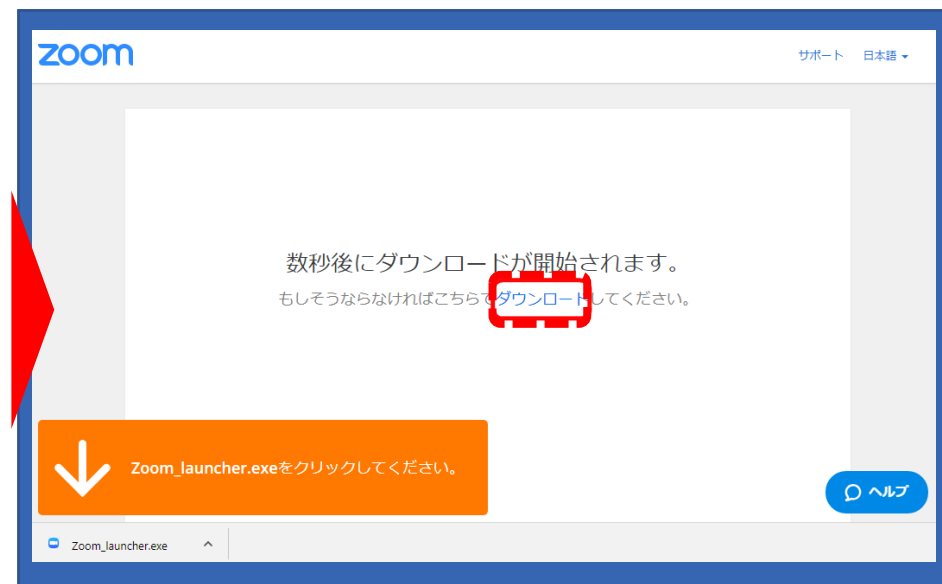 zoom
サポート 日本語
数秒後にダウンロードが開始されます。
もしそうならなければこちらでダウンロードしてください。
Zoom_launcher.exeをクリックしてください。
ヘルプ
Zoom_launcher.exe